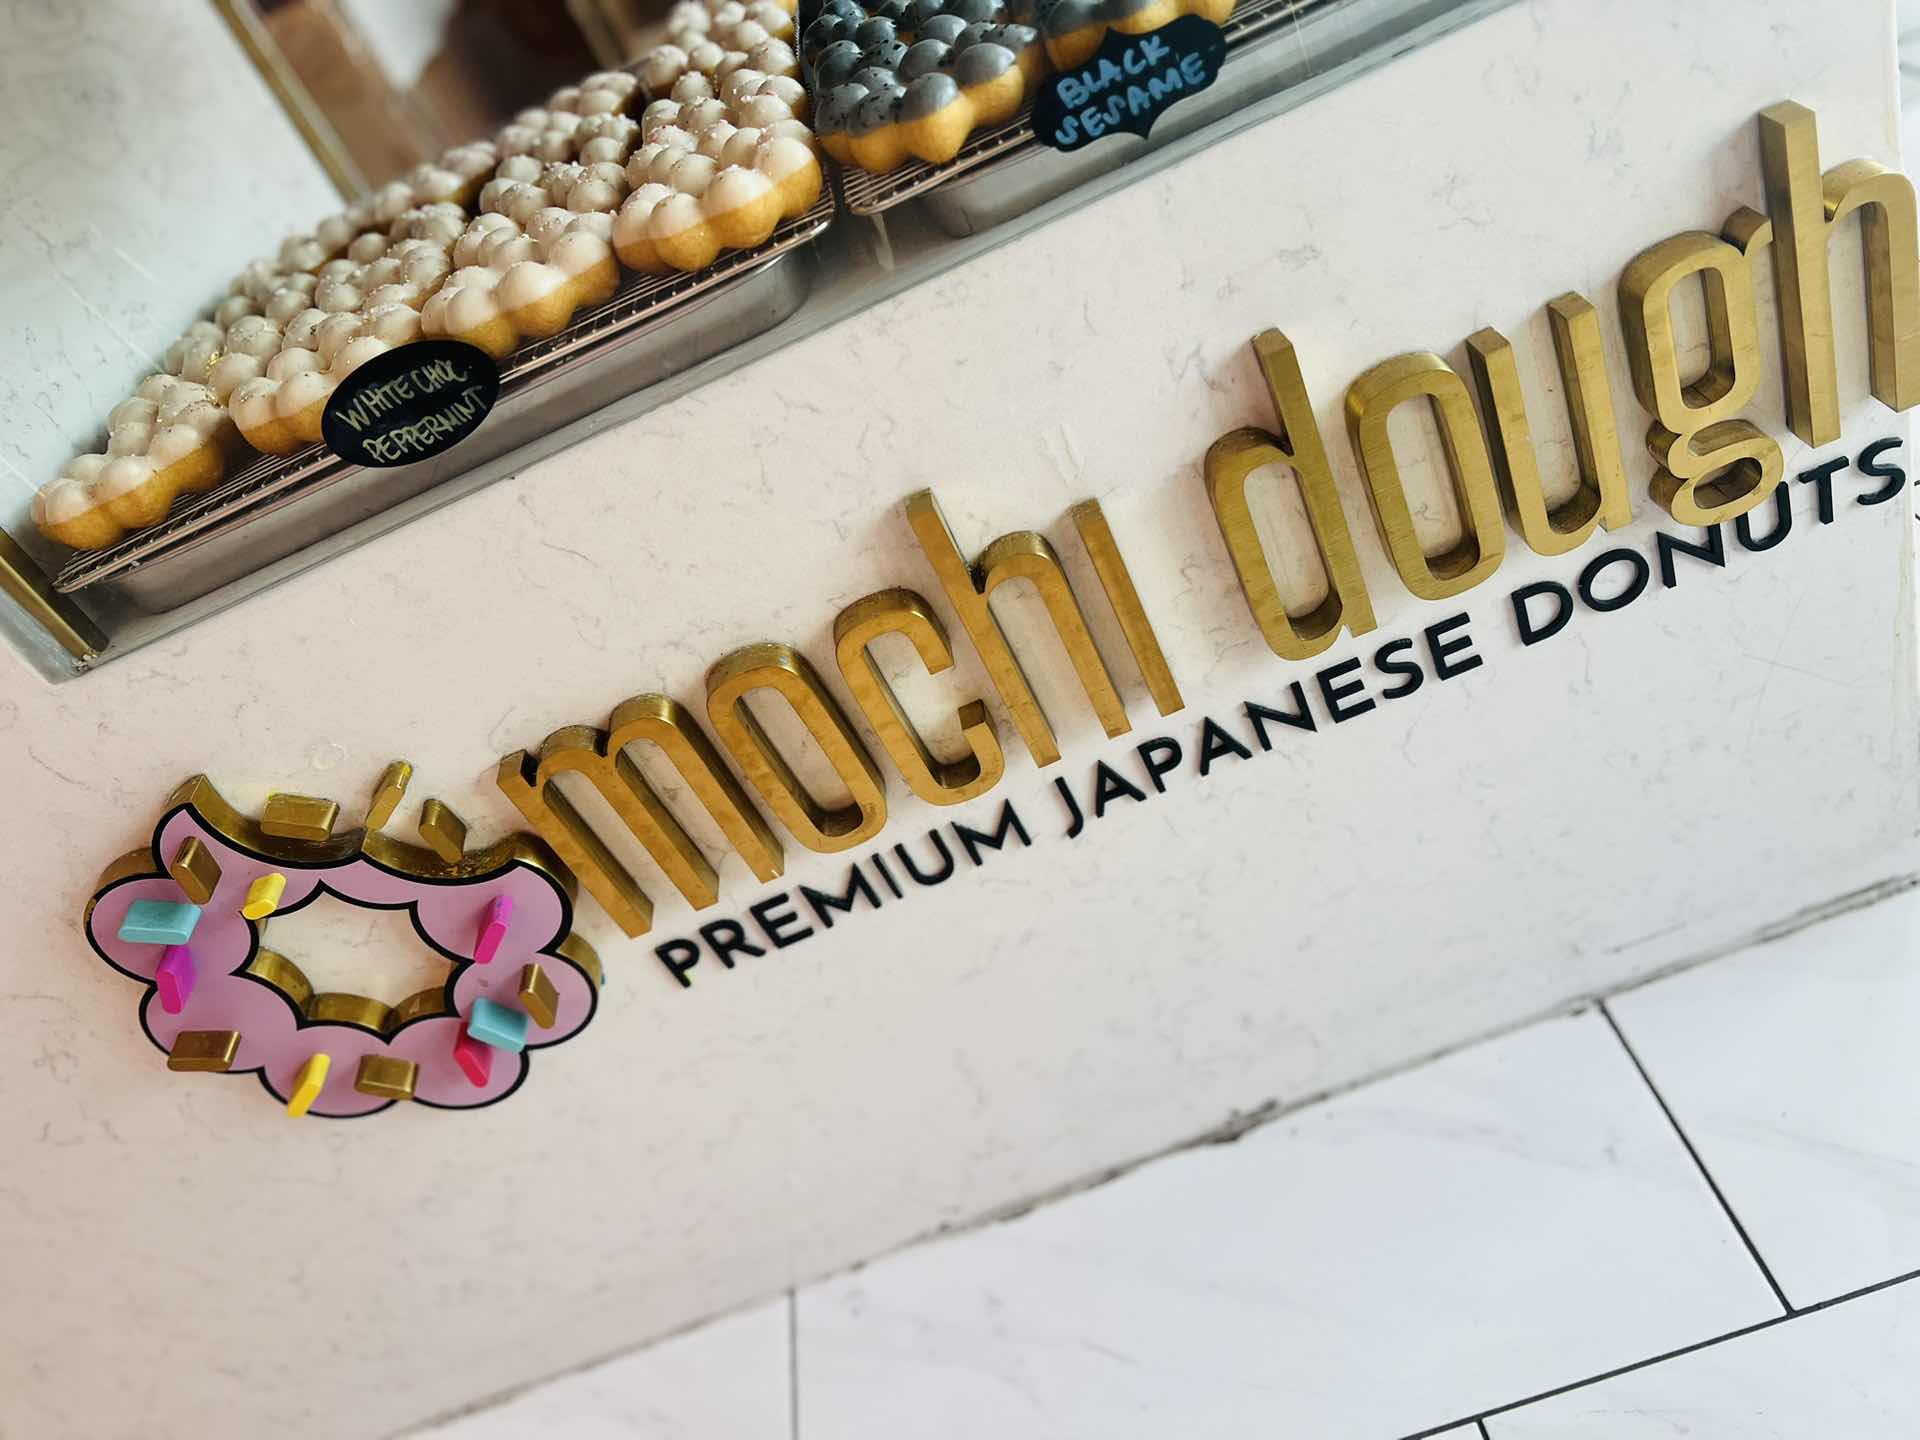 BLACK
SESAME
WHITE CHOC
PEPPERMINT
mochi dough
PREMIUM JAPANESE DONUTS